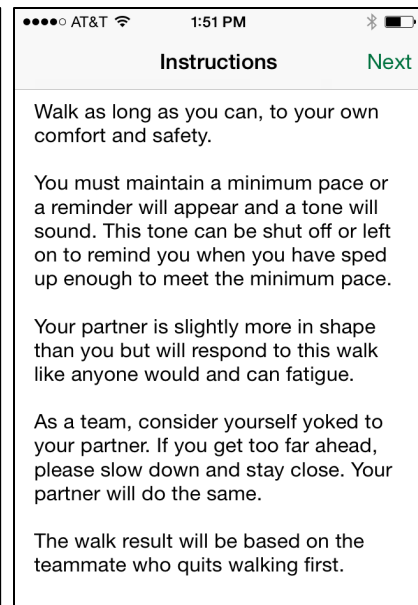 AT&T 1:51 PM
Instructions Next
Walk as long as you can, to your own
comfort and safety.
You must maintain a minimum pace or
a reminder will appear and a tone will
sound. This tone can be shut off or left
on to remind you when you have sped
up enough to meet the minimum pace.
Your partner is slightly more in shape
than you but will respond to this walk
like anyone would and can fatigue.
As a team, consider yourself yoked to
your partner. If you get too far ahead,
please slow down and stay close. Your
partner will do the same.
The walk result will be based on the
teammate who quits walking first.